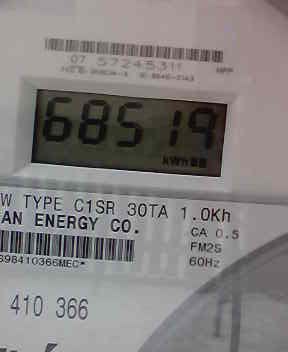 07 57245311
68519
kWh
W TYPE C1SR 30TA 1.0Kh
AN ENERGY CO.
CA 0.5
FM2S
60Hz
698410366MEC*
410 366